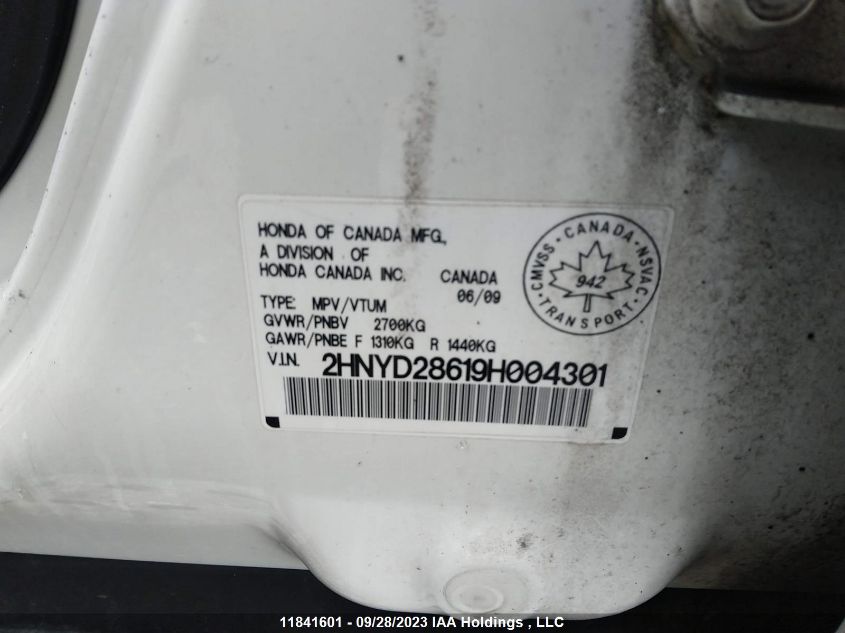 HONDA OF CANADA MFG.,
A DIVISION OF
HONDA CANADA INC. CANADA
06/09
TYPE: MPV/VTUM
GVWR/PNBV 2700KG
GAWR/PNBE F 1310KG R 1440KG
V.I.N. 2HNYD28619H004301
CMVSS · CANADA · NSVAC
942
· TRANSPORT ·
11841601 - 09/28/2023 IAA Holdings , LLC